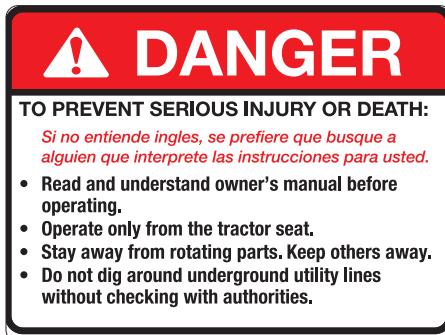 DANGER
TO PREVENT SERIOUS INJURY OR DEATH:
Si no entiende ingles, se prefiere que busque a
alguien que interprete las instrucciones para usted.
• Read and understand owner's manual before
operating.
• Operate only from the tractor seat.
• Stay away from rotating parts. Keep others away.
• Do not dig around underground utility lines
without checking with authorities.